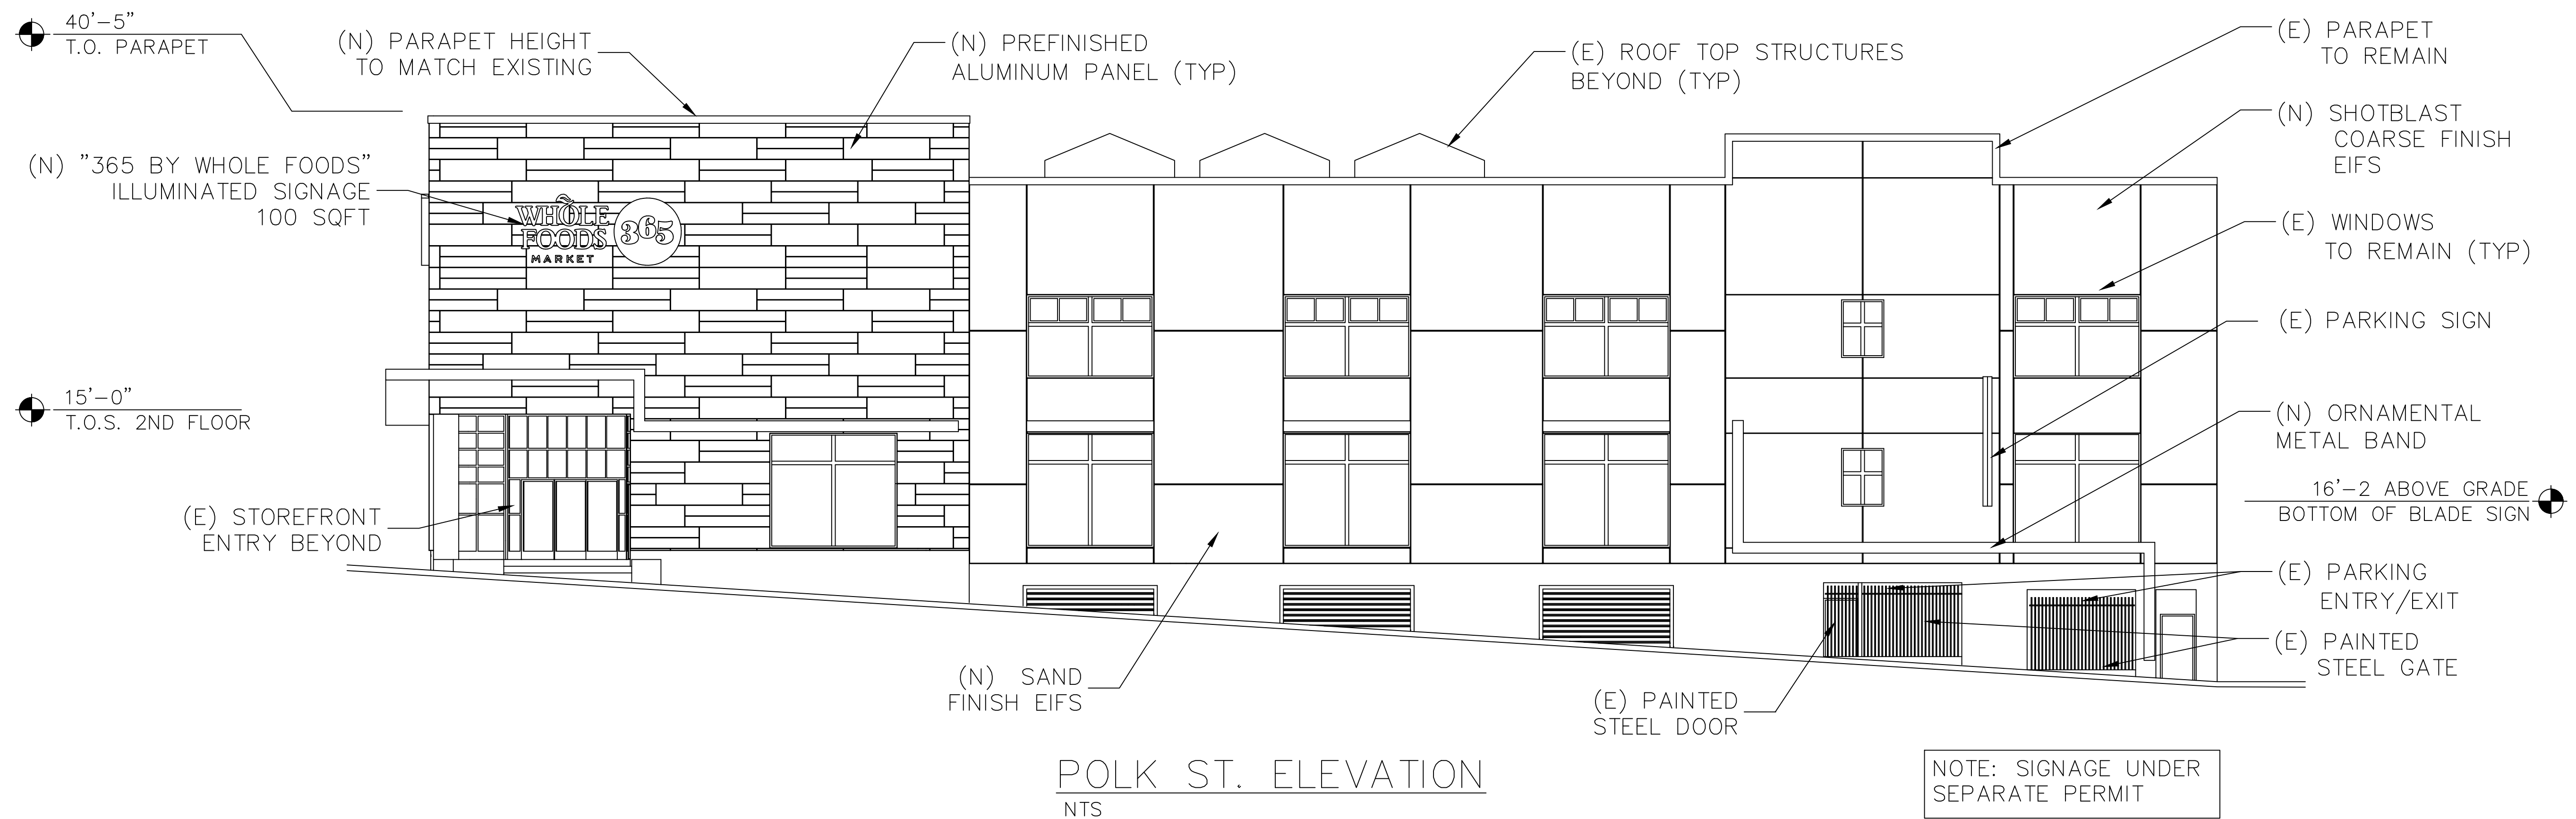 40'-5"
T.O. PARAPET
(N) PARAPET HEIGHT
TO MATCH EXISTING
(N) PREFINISHED
ALUMINUM PANEL (TYP)
(E) ROOF TOP STRUCTURES
BEYOND (TYP)
(E) PARAPET
TO REMAIN
(N) SHOTBLAST
COARSE FINISH
EIFS
(N) "365 BY WHOLE FOODS"
ILLUMINATED SIGNAGE
100 SQFT
WHOLE
FOODS
MARKET
365
(E) WINDOWS
TO REMAIN (TYP)
(E) PARKING SIGN
15'-0"
T.O.S. 2ND FLOOR
(N) ORNAMENTAL
METAL BAND
16'-2 ABOVE GRADE
BOTTOM OF BLADE SIGN
(E) STOREFRONT
ENTRY BEYOND
(E) PARKING
ENTRY/EXIT
(E) PAINTED
STEEL GATE
(N) SAND
FINISH EIFS
(E) PAINTED
STEEL DOOR
POLK ST. ELEVATION
NTS
NOTE: SIGNAGE UNDER
SEPARATE PERMIT